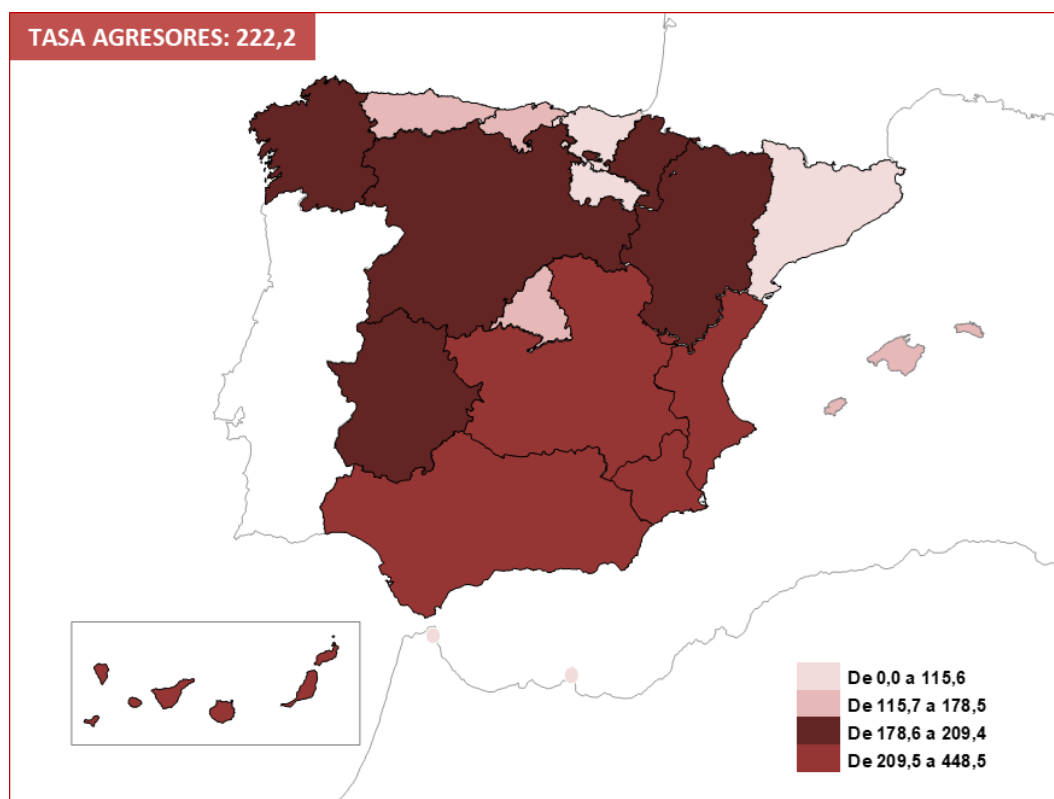 TASA AGRESORES: 222,2
De 0,0 a 115,6
De 115,7 a 178,5
De 178,6 a 209,4
De 209,5 a 448,5